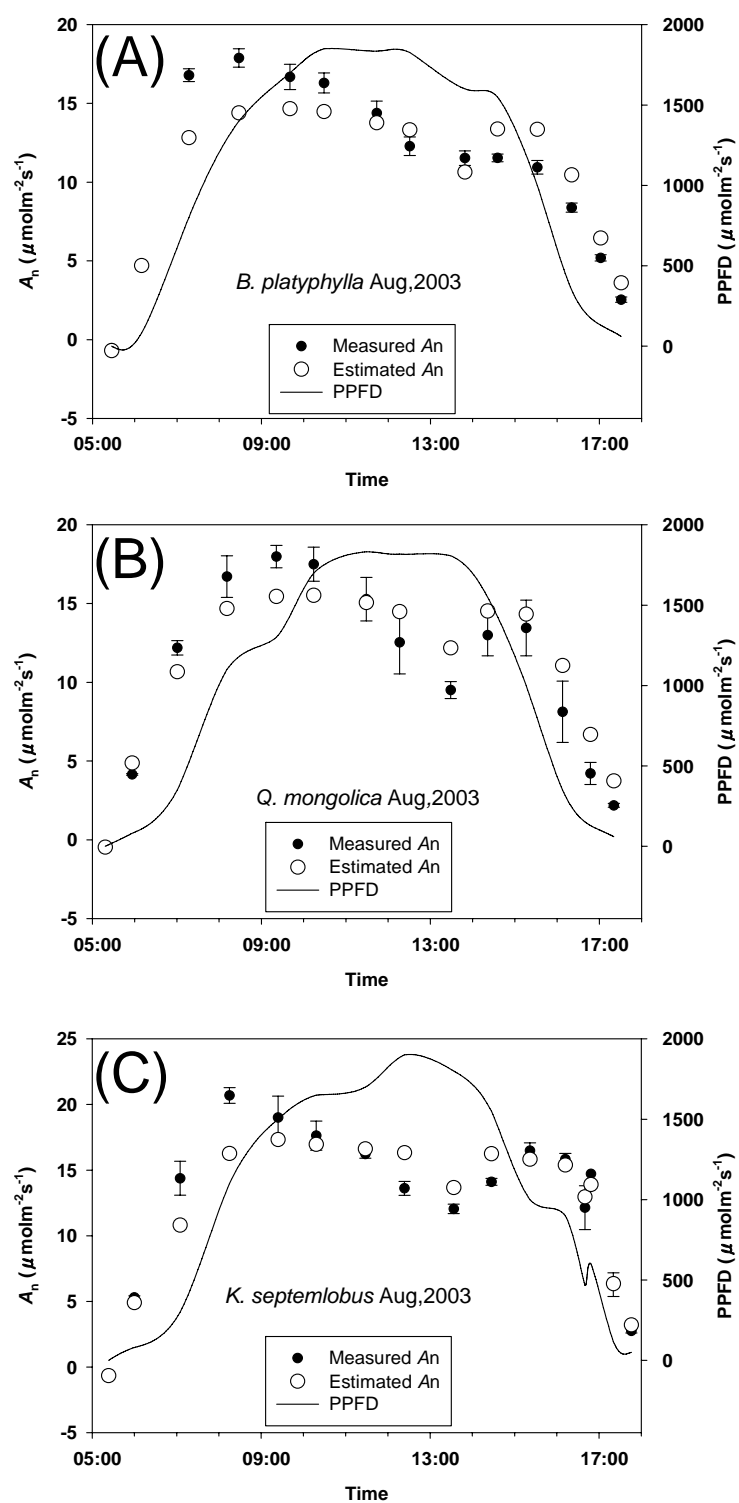 (A)
20
15
10
5
0
-5
2000
1500
1000
500
0
An ( μmolm-2s-1)
PPFD ( μmolm-2s-1)
B. platyphylla Aug,2003
Measured An
Estimated An
PPFD
05:00 09:00 13:00 17:00
Time
(B)
20
15
10
5
0
-5
2000
1500
1000
500
0
An ( μmolm-2s-1)
PPFD ( μmolm-2s-1)
Q. mongolica Aug,2003
Measured An
Estimated An
PPFD
05:00 09:00 13:00 17:00
Time
(C)
25
20
15
10
5
0
-5
2000
1500
1000
500
0
An ( μmolm-2s-1)
PPFD ( μmolm-2s-1)
K. septemlobus Aug,2003
Measured An
Estimated An
PPFD
05:00 09:00 13:00 17:00
Time